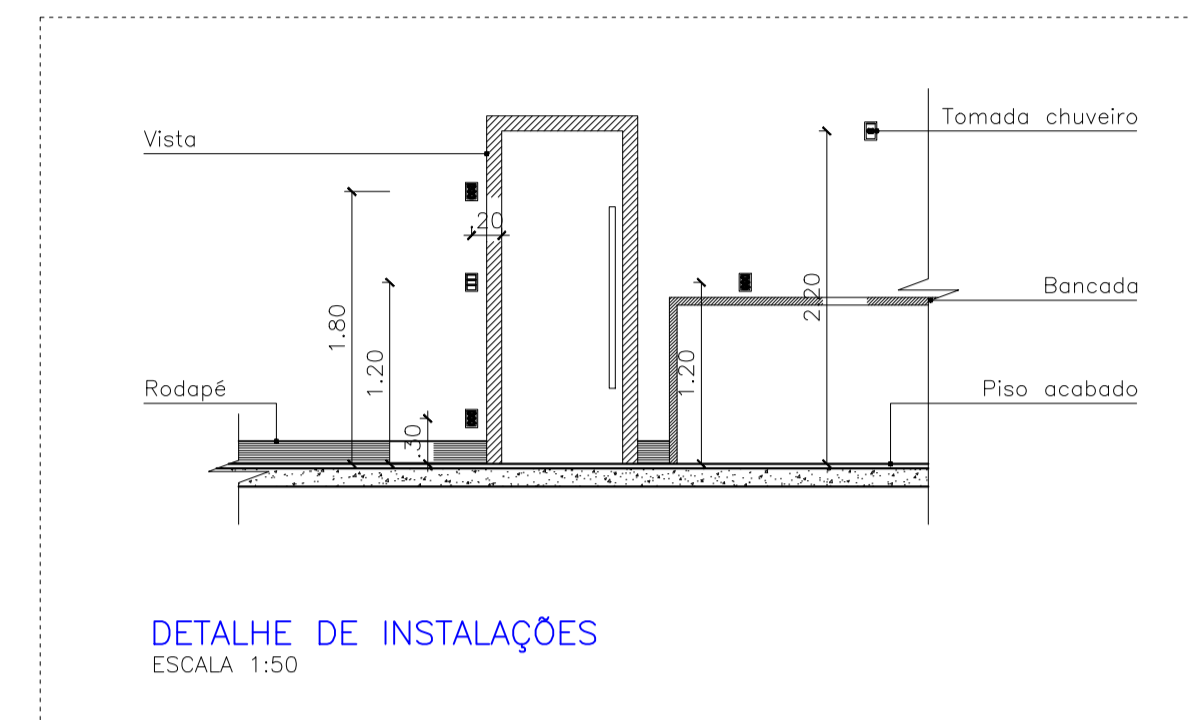 Tomada chuveiro
Vista
.20
2.20
Bancada
1.80
1.20
1.20
Rodapé
Piso acabado
.30
DETALHE DE INSTALAÇÕES
ESCALA 1:50